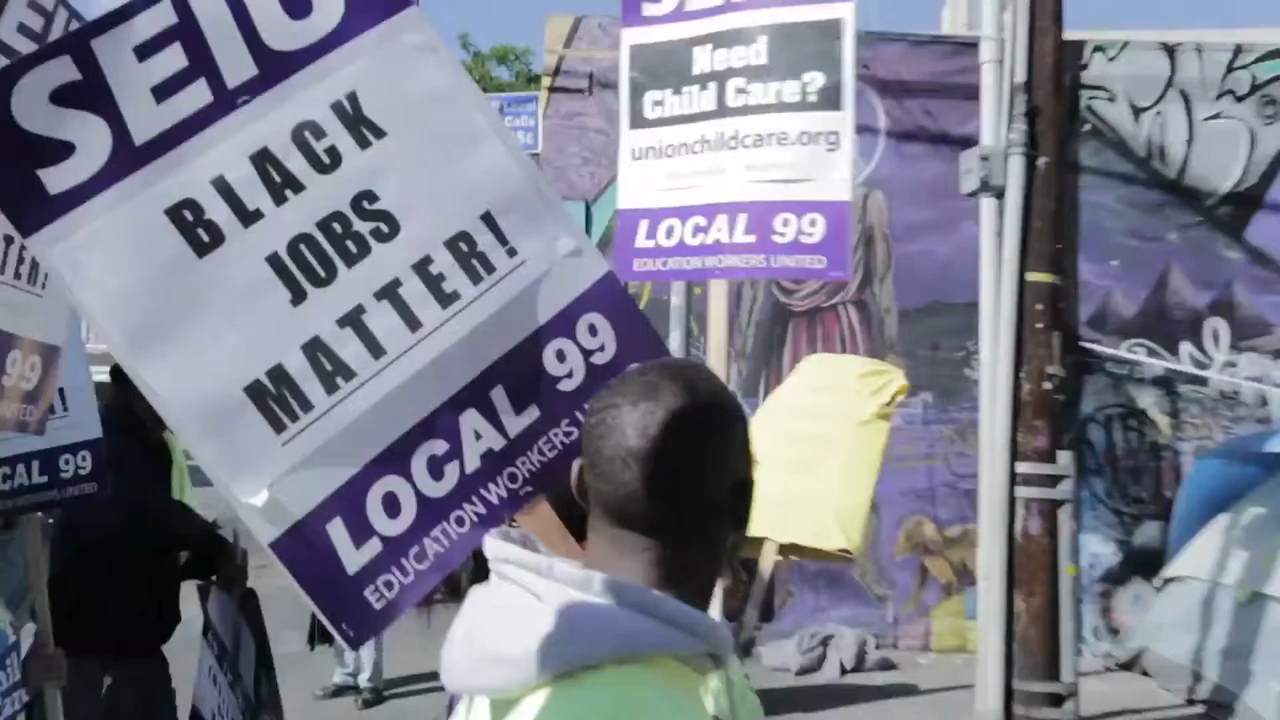 SEIU
BLACK
JOBS
MATTER!
LOCAL 99
EDUCATION WORKERS
Need
Child Care?
unionchildcare.org
LOCAL 99
EDUCATION WORKERS UNITED
99
CAL 99